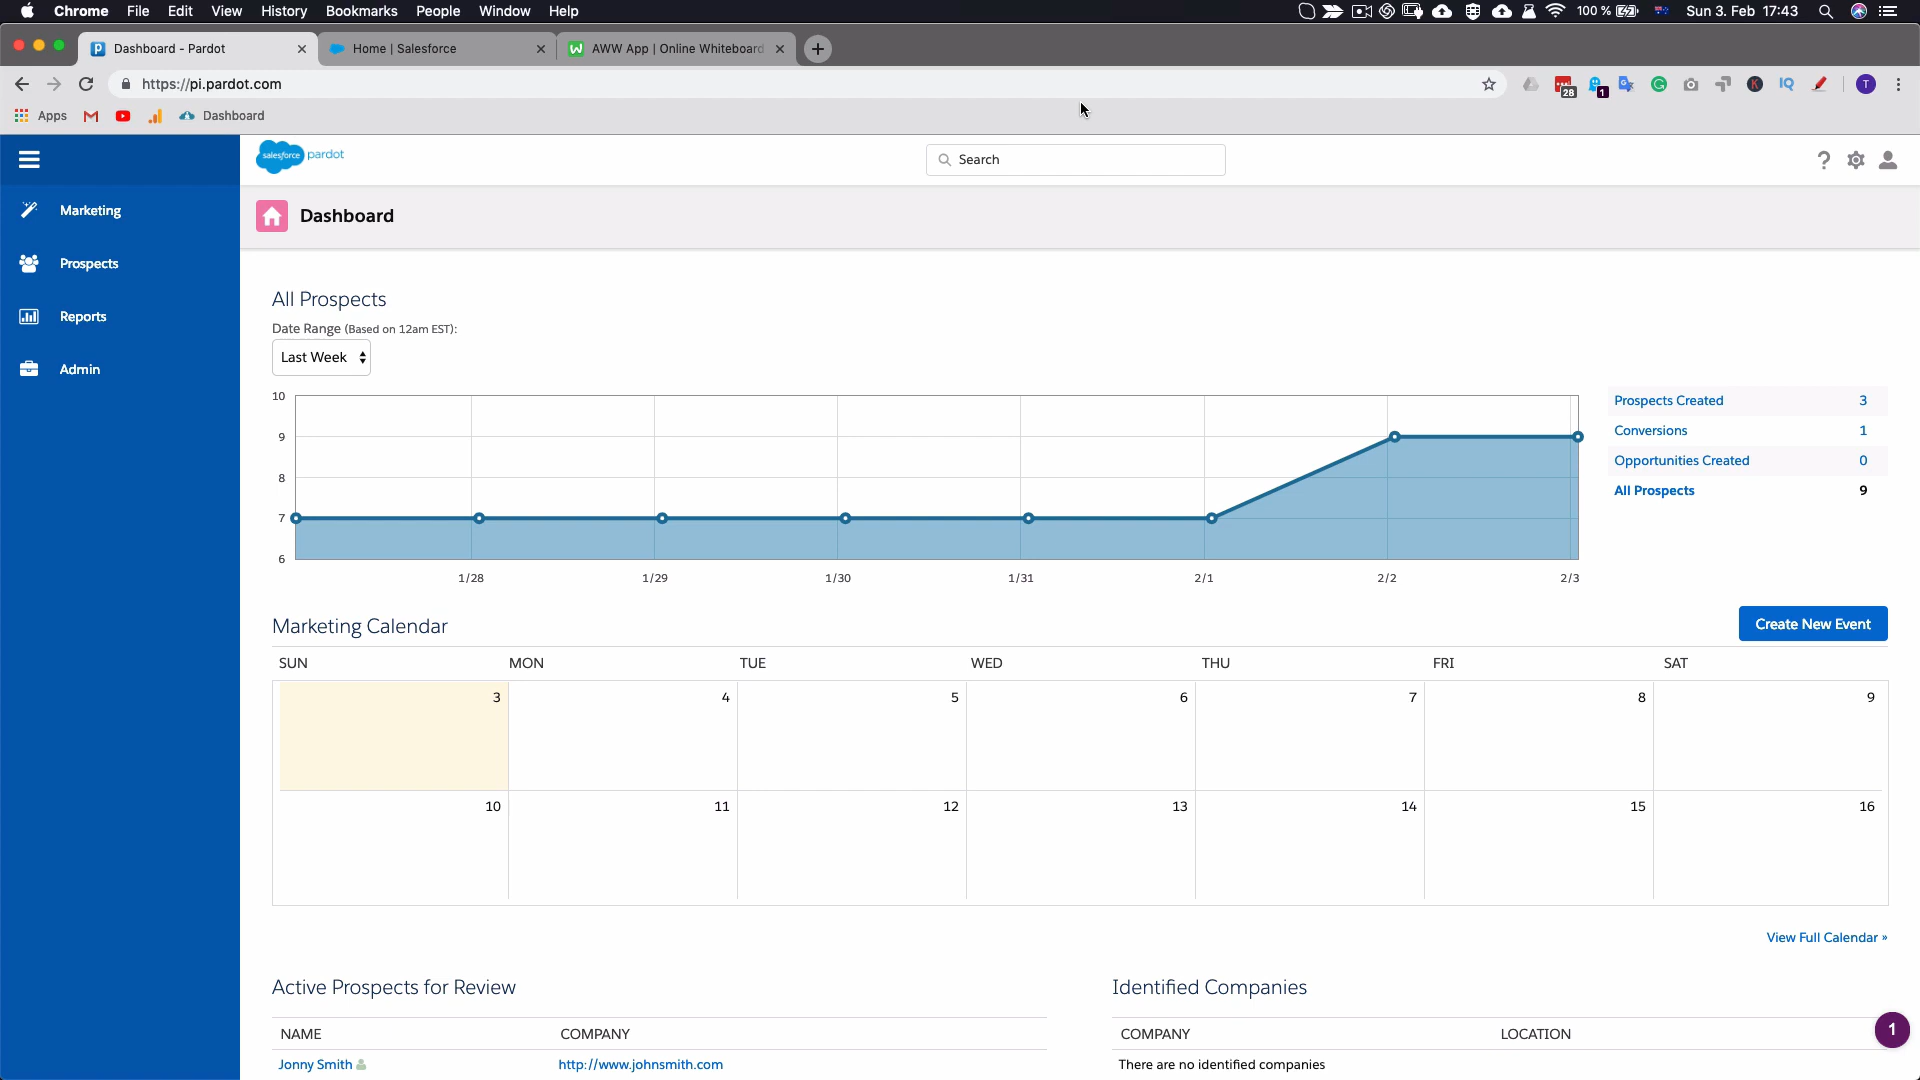 Chrome File Edit View History Bookmarks People Window Help 100 % Sun 3. Feb 17:43
Dashboard - Pardot Home | Salesforce AWW App | Online Whiteboard
https://pi.pardot.com 28 1 K IQ T
Apps Dashboard
salesforce pardot Search ?
Marketing
Dashboard
Prospects
Reports
Admin
All Prospects
Date Range (Based on 12am EST):
Last Week
10
9
8
7
6
1/28 1/29 1/30 1/31 2/1 2/2 2/3
Prospects Created 3
Conversions 1
Opportunities Created 0
All Prospects 9
Marketing Calendar Create New Event
SUN MON TUE WED THU FRI SAT
3 4 5 6 7 8 9
10 11 12 13 14 15 16
View Full Calendar »
Active Prospects for Review Identified Companies
NAME COMPANY COMPANY LOCATION
Jonny Smith http://www.johnsmith.com There are no identified companies
1